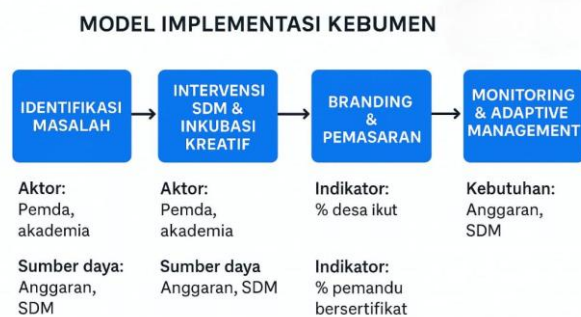 MODEL IMPLEMENTASI KEBUMEN
IDENTIFIKASI
MASALAH
INTERVENSI
SDM &
INKUBASI
KREATIF
BRANDING
&
PEMASARAN
MONITORING
& ADAPTIVE
MANAGEMENT
Aktor:
Pemda,
akademia
Sumber daya:
Anggaran,
SDM
Aktor:
Pemda,
akademia
Sumber daya
Anggaran, SDM
Indikator:
% desa ikut
Indikator:
% pemandu
bersertifikat
Kebutuhan:
Anggaran,
SDM